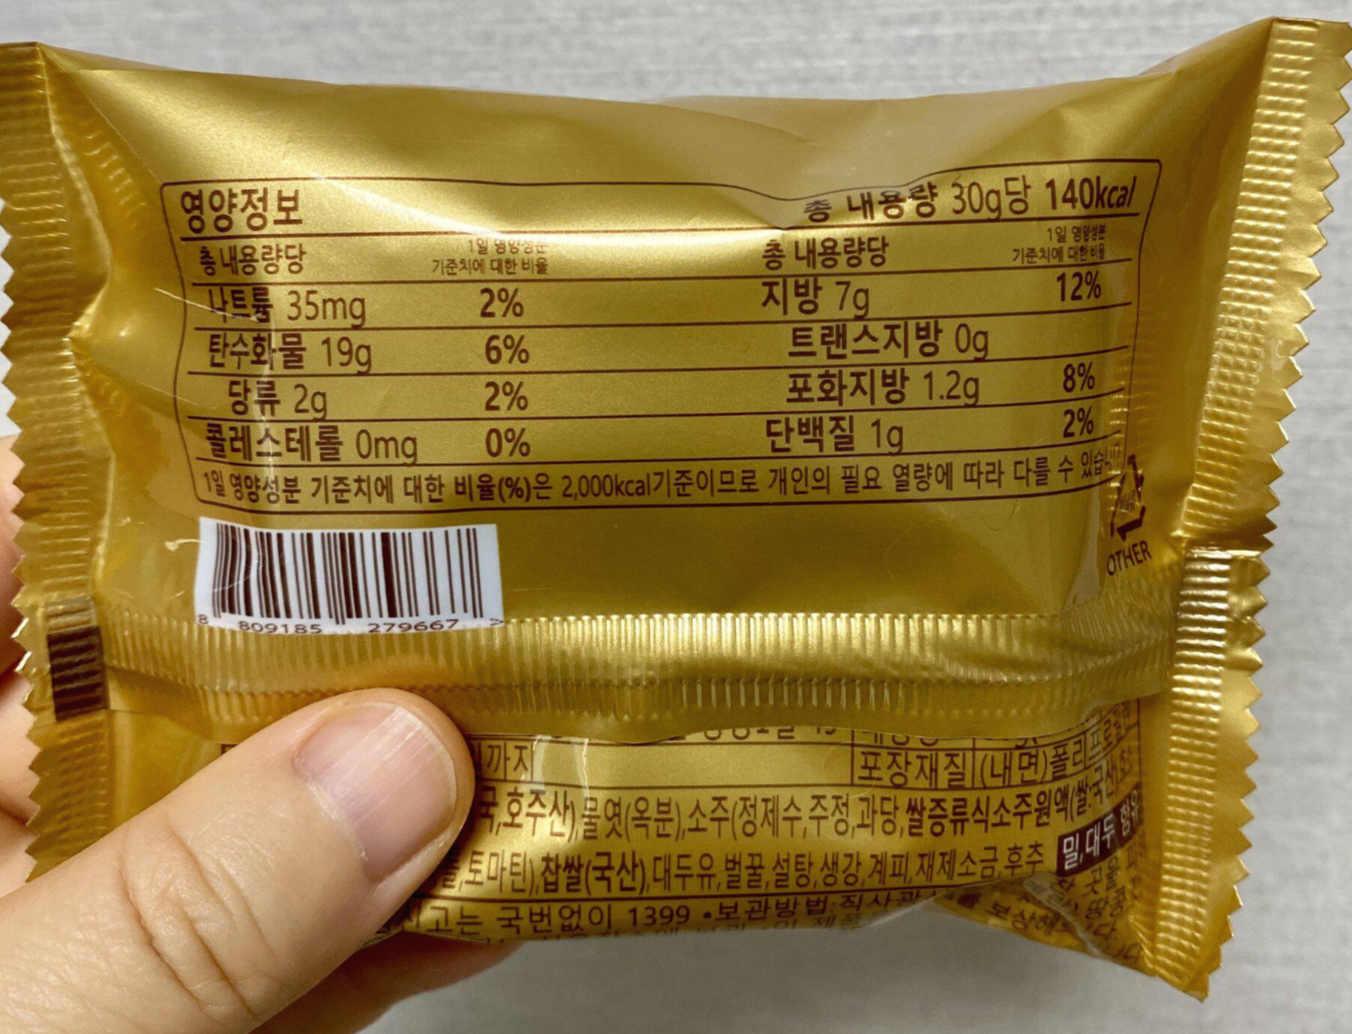 영양정보 총 내용량 30g당 140kcal
총 내용량당 1일 영양성분 기준치에 대한 비율 총 내용량당 1일 영양성분 기준치에 대한 비율
나트륨 35mg 2% 지방 7g 12%
탄수화물 19g 6% 트랜스지방 0g
당류 2g 2% 포화지방 1.2g 8%
콜레스테롤 0mg 0% 단백질 1g 2%
1일 영양성분 기준치에 대한 비율(%)은 2,000kcal기준이므로 개인의 필요 열량에 따라 다를 수 있습니다
OTHER
8 809185 279667 >
까지 포장재질 (내면)폴리프로필렌
호주산),물엿(옥분),소주(정제수,주정,과당,쌀증류식소주원액(쌀:국산)
토마틴),찹쌀(국산),대두유,벌꿀,설탕,생강,계피,재제소금,후추 밀,대두 함유
고는 국번없이 1399 •보관방법:직사광